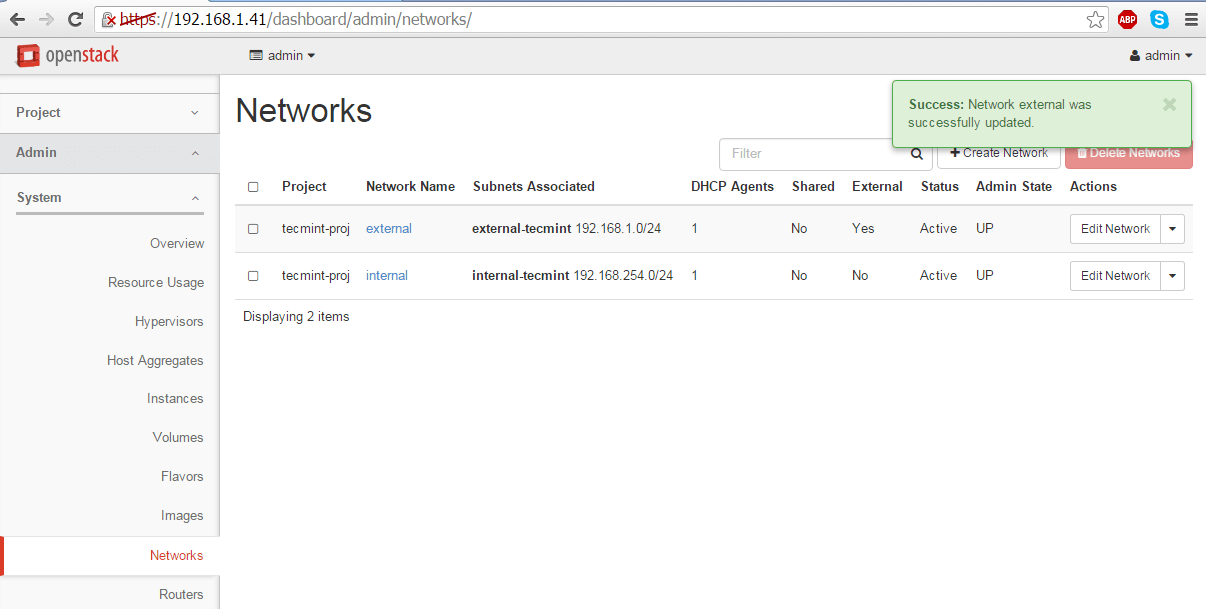 https://192.168.1.41/dashboard/admin/networks/
ABP
openstack
admin
admin
Project
Admin
System
Overview
Resource Usage
Hypervisors
Host Aggregates
Instances
Volumes
Flavors
Images
Networks
Routers
Networks
Success: Network external was
successfully updated.
Filter
Create Network
Delete Networks
Project Network Name Subnets Associated DHCP Agents Shared External Status Admin State Actions
tecmint-proj external external-tecmint 192.168.1.0/24 1 No Yes Active UP Edit Network
tecmint-proj internal internal-tecmint 192.168.254.0/24 1 No No Active UP Edit Network
Displaying 2 items